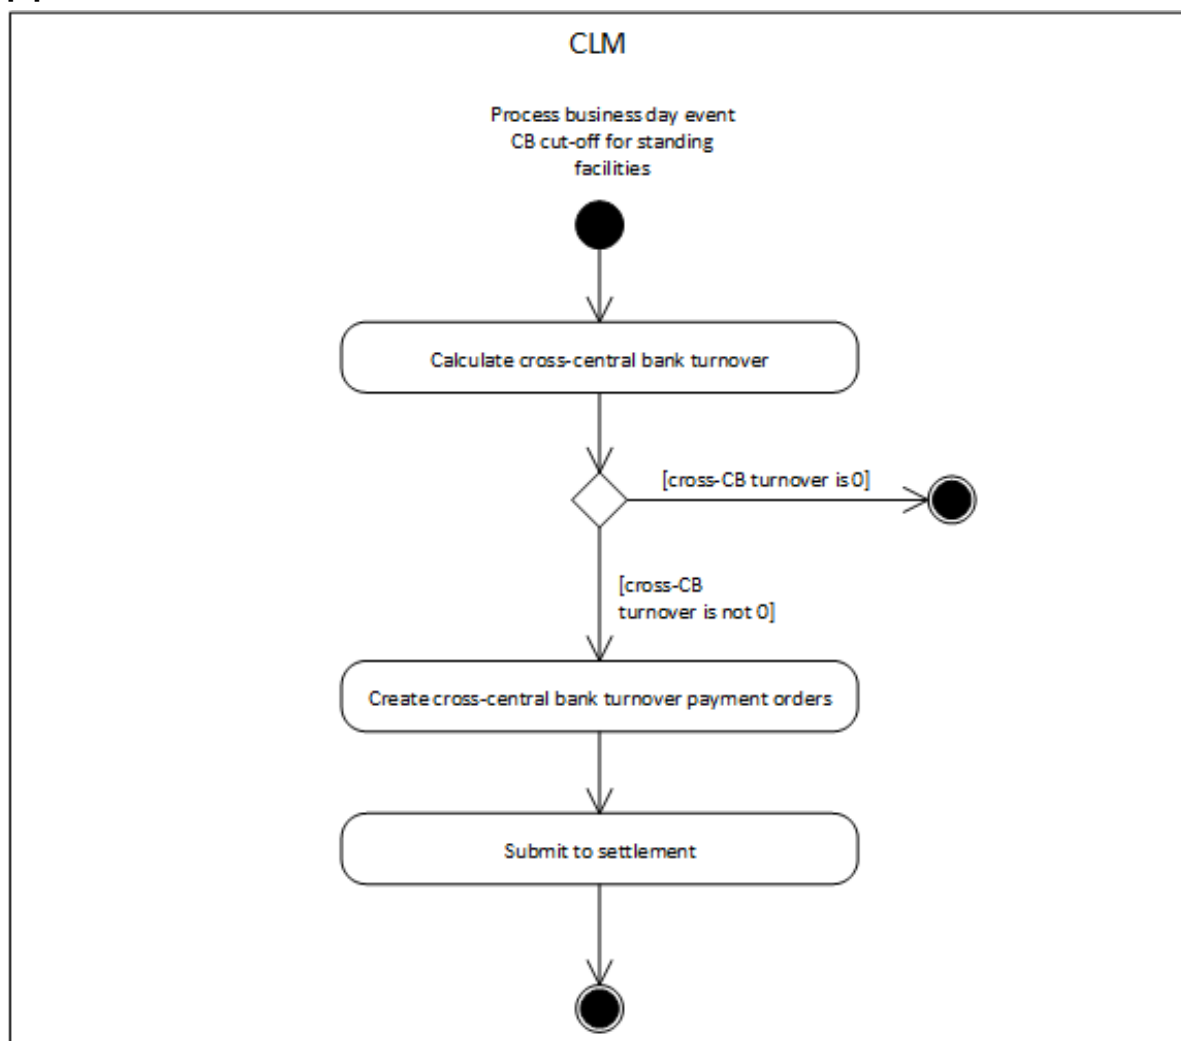 CLM
Process business day event
CB cut-off for standing
facilities
Calculate cross-central bank turnover
[cross-CB turnover is 0]
[cross-CB
turnover is not 0]
Create cross-central bank turnover payment orders
Submit to settlement